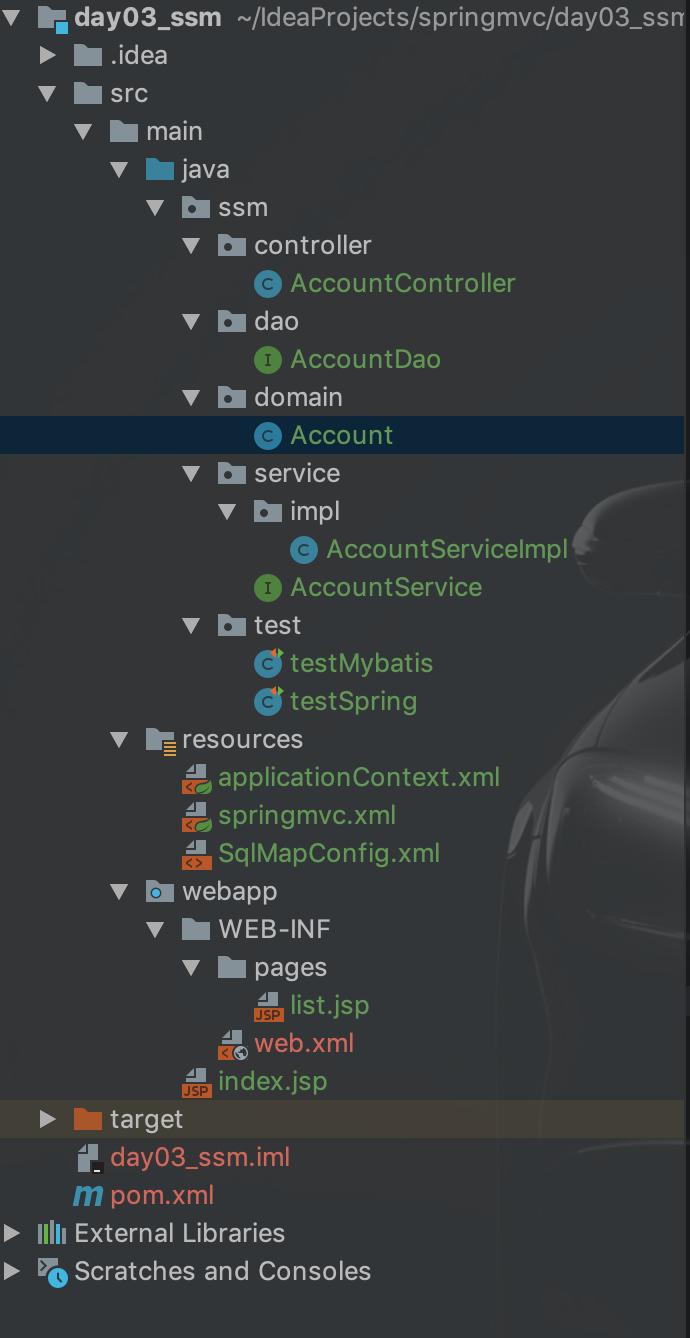 day03_ssm ~/IdeaProjects/springmvc/day03_ssm
.idea
src
main
java
ssm
controller
AccountController
dao
AccountDao
domain
Account
service
impl
AccountServiceImpl
AccountService
test
testMybatis
testSpring
resources
applicationContext.xml
springmvc.xml
SqlMapConfig.xml
webapp
WEB-INF
pages
list.jsp
web.xml
index.jsp
target
day03_ssm.iml
pom.xml
External Libraries
Scratches and Consoles